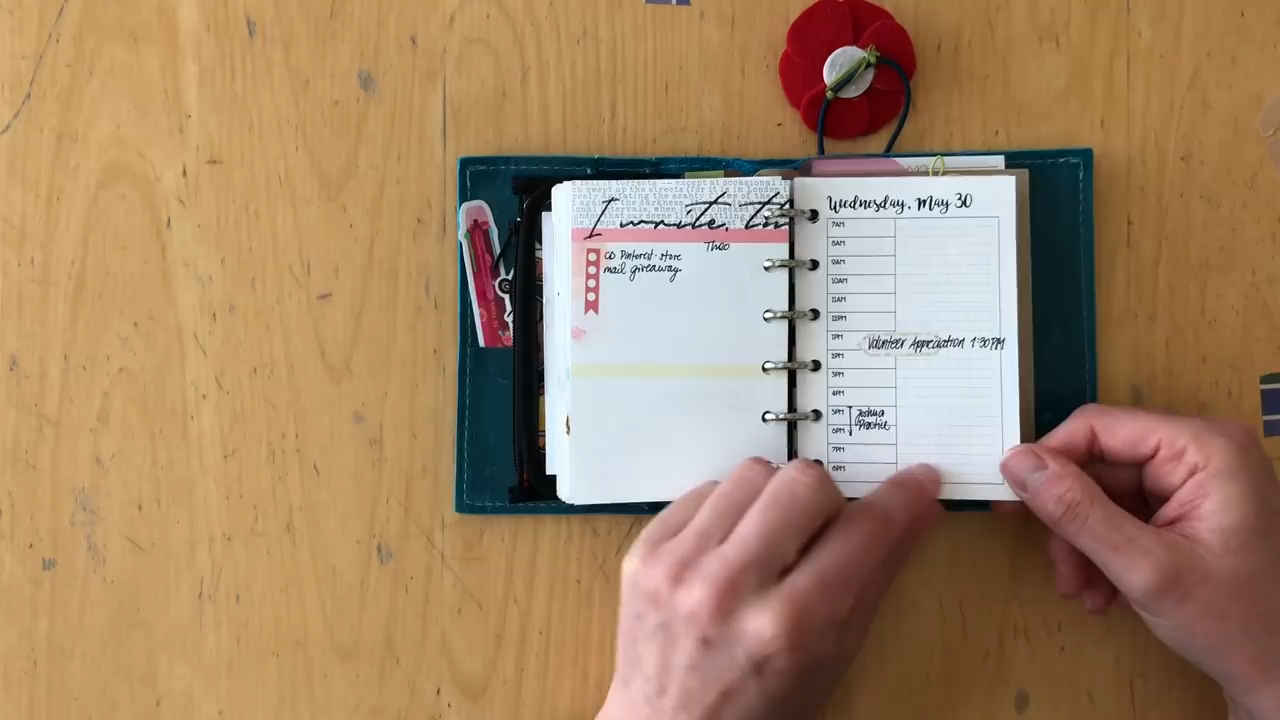 I write, th
Theo
CD Pinterest-store
mail giveaway
Wednesday, May 30
7AM
8AM
9AM
10AM
11AM
12PM
1PM
Volunteer Appreciation 1:30PM
2PM
3PM
4PM
5PM
Joshua
Practice
6PM
7PM
8PM